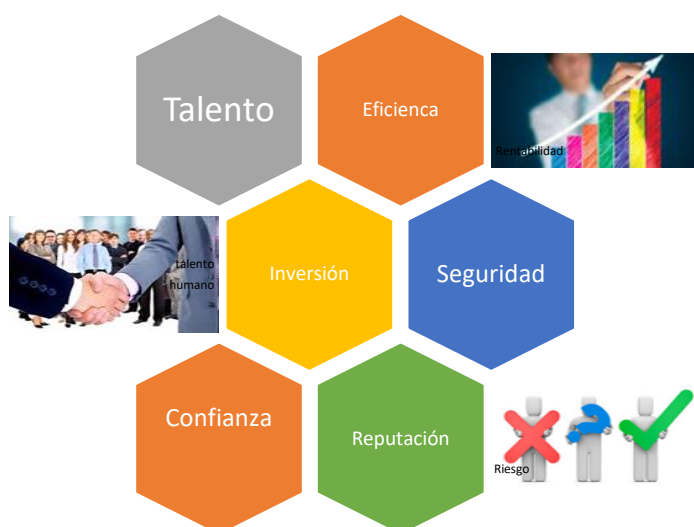 Talento
Eficienca
Rentabilidad
talento
humano
Inversión
Seguridad
Confianza
Reputación
Riesgo